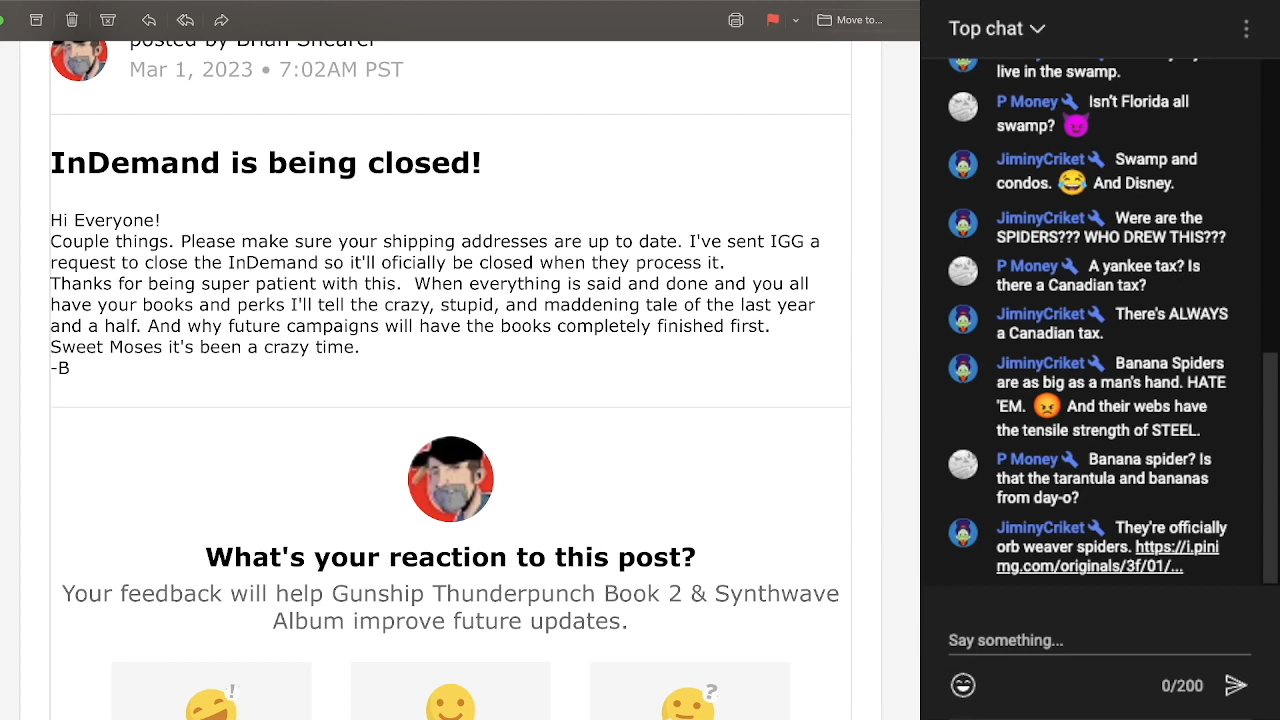 Move to...
posted by Brian Shearer
Mar 1, 2023 • 7:02AM PST
InDemand is being closed!
Hi Everyone!
Couple things. Please make sure your shipping addresses are up to date. I've sent IGG a
request to close the InDemand so it'll oficially be closed when they process it.
Thanks for being super patient with this.  When everything is said and done and you all
have your books and perks I'll tell the crazy, stupid, and maddening tale of the last year
and a half. And why future campaigns will have the books completely finished first.
Sweet Moses it's been a crazy time.
-B
What's your reaction to this post?
Your feedback will help Gunship Thunderpunch Book 2 & Synthwave
Album improve future updates.
!
?
Top chat
live in the swamp.
P Money Isn't Florida all
swamp? 😈
JiminyCriket Swamp and
condos. 😂 And Disney.
JiminyCriket Were are the
SPIDERS??? WHO DREW THIS???
P Money A yankee tax? Is
there a Canadian tax?
JiminyCriket There's ALWAYS
a Canadian tax.
JiminyCriket Banana Spiders
are as big as a man's hand. HATE
'EM. 😡 And their webs have
the tensile strength of STEEL.
P Money Banana spider? Is
that the tarantula and bananas
from day-o?
JiminyCriket They're officially
orb weaver spiders. https://i.pini
mg.com/originals/3f/01/...
Say something...
0/200